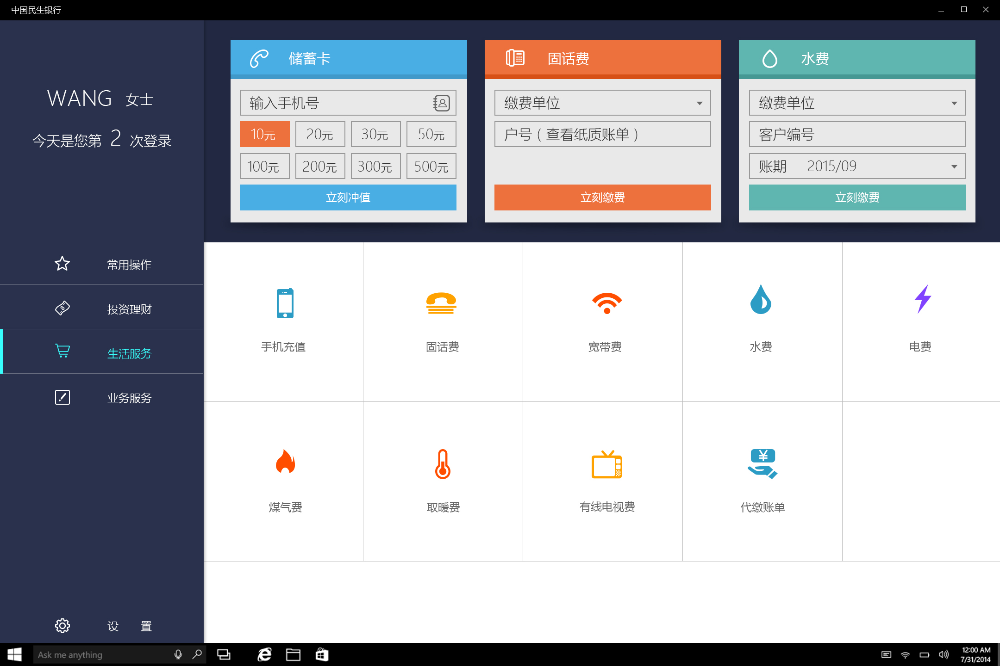 中国民生银行
WANG 女士
今天是您第 2 次登录
常用操作
投资理财
生活服务
业务服务
设 置
储蓄卡
输入手机号
10元 20元 30元 50元
100元 200元 300元 500元
立刻冲值
固话费
缴费单位
户号（查看纸质账单）
立刻缴费
水费
缴费单位
客户编号
账期 2015/09
立刻缴费
手机充值 固话费 宽带费 水费 电费
煤气费 取暖费 有线电视费 代缴账单
Ask me anything
12:00 AM
7/31/2014